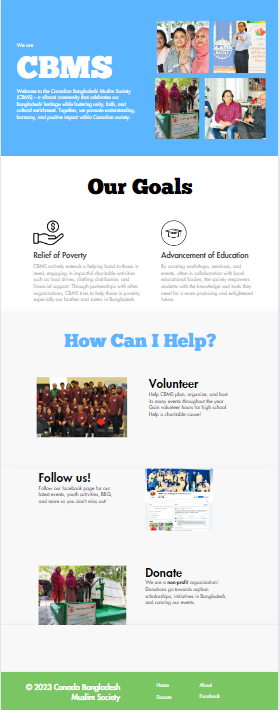 We are
CBMS
Welcome to the Canadian Bangladeshi Muslim Society
(CBMS) – a vibrant community that celebrates our
Bangladeshi heritage while fostering unity, faith, and
cultural enrichment. Together, we promote understanding,
harmony, and positive impact within Canadian society.
Our Goals
Relief of Poverty
CBMS actively extends a helping hand to those in
need, engaging in impactful charitable activities
such as food drives, clothing distribution, and
financial support. Through partnerships with other
organizations, CBMS tries to help those in poverty,
especially our brother and sisters in Bangladesh
Advancement of Education
By creating workshops, seminars, and
events, often in collaboration with local
educational bodies, the society empowers
students with the knowledge and tools they
need for a more promising and enlightened
future
How Can I Help?
Volunteer
Help CBMS plan, organize, and host
its many events throughout the year.
Gain volunteer hours for high school.
Help a charitable cause!
Follow us!
Follow our facebook page for our
latest events, youth activities, BBQ,
and more so you don't miss out!
Donate
We are a non-profit organization!
Donations go towards orphan
scholarships, initiatives in Bangladesh,
and running our events.
© 2023 Canada Bangladesh
Muslim Society
Home
About
Donate
Facebook